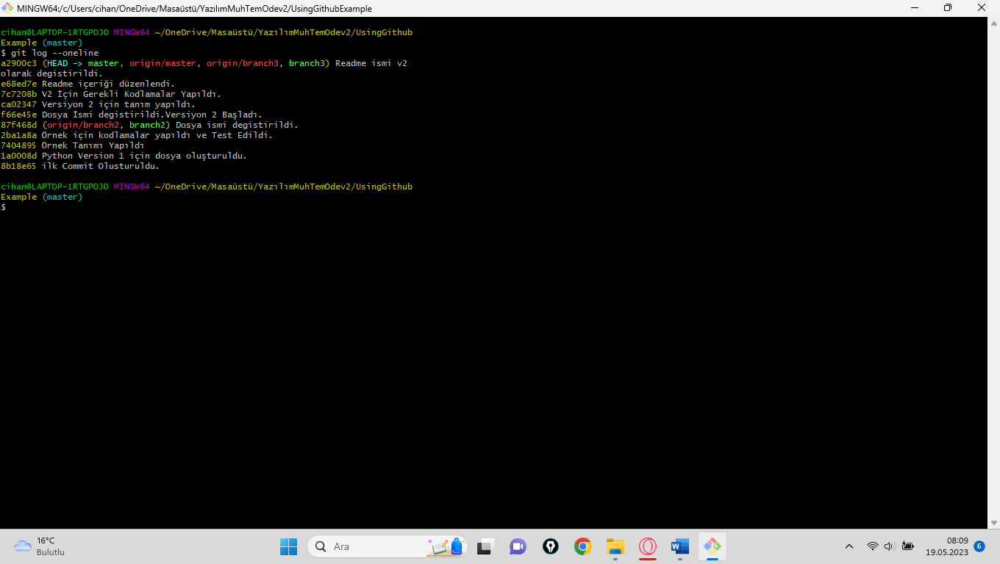 MINGW64:/c/Users/cihan/OneDrive/Masaüstü/YazılımMuhTemOdev2/UsingGithubExample
cihan@LAPTOP-1RTGPOJO MINGW64 ~/OneDrive/Masaüstü/YazılımMuhTemOdev2/UsingGithub
Example (master)
$ git log --oneline
a2900c3 (HEAD -> master, origin/master, origin/branch3, branch3) Readme ismi v2
olarak degistirildi.
e68ed7e Readme içeriği düzenlendi.
7c7208b V2 İçin Gerekli Kodlamalar Yapıldı.
ca02347 Versiyon 2 için tanım yapıldı.
f66e45e Dosya İsmi degistirildi.Versiyon 2 Başladı.
87f468d (origin/branch2, branch2) Dosya ismi degistirildi.
2ba1a8a Örnek için kodlamalar yapıldı ve Test Edildi.
7404895 Örnek Tanımı Yapıldı
1a0008d Python Version 1 için dosya oluşturuldu.
8b18e65 ilk Commit Olusturuldu.
cihan@LAPTOP-1RTGPOJO MINGW64 ~/OneDrive/Masaüstü/YazılımMuhTemOdev2/UsingGithub
Example (master)
$
16°C
Bulutlu
Ara
08:09
19.05.2023
6